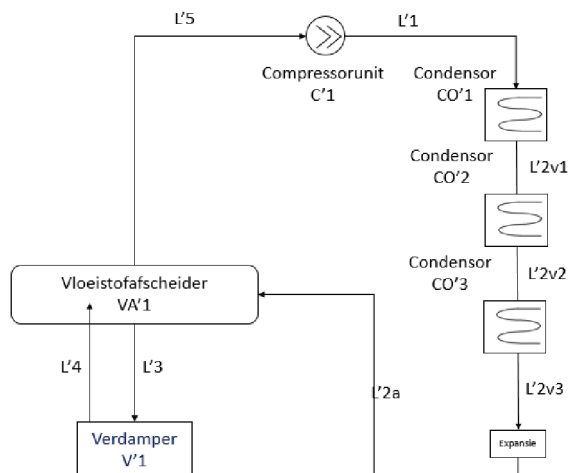 L'5
L'1
Compressorunit
C'1
Condensor
CO'1
Condensor
CO'2
L'2v1
Condensor
CO'3
L'2v2
Vloeistofafscheider
VA'1
L'4
L'3
L'2a
L'2v3
Verdamper
V'1
Expansie